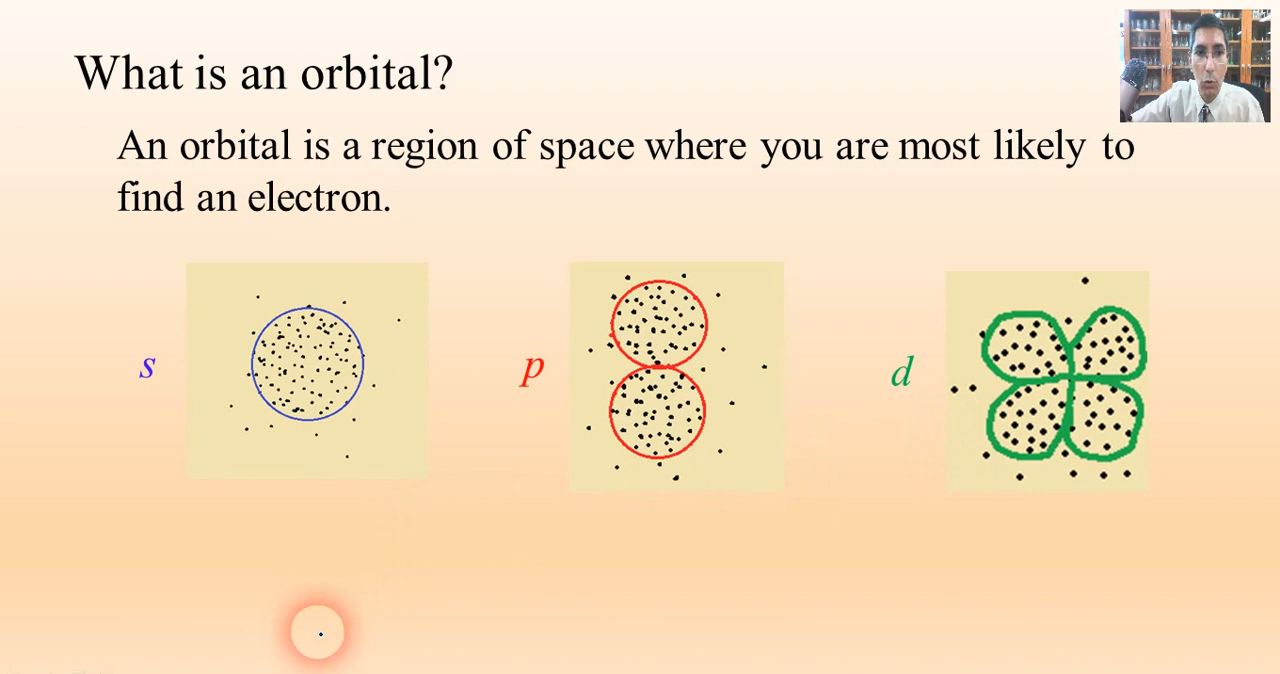 What is an orbital?
An orbital is a region of space where you are most likely to
find an electron.
s
p
d